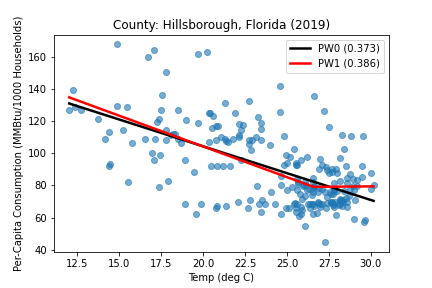 County: Hillsborough, Florida (2019)
PW0 (0.373)
PW1 (0.386)
Per-Capita Consumption (MMBtu/1000 Households)
160
140
120
100
80
60
40
12.5 15.0 17.5 20.0 22.5 25.0 27.5 30.0
Temp (deg C)